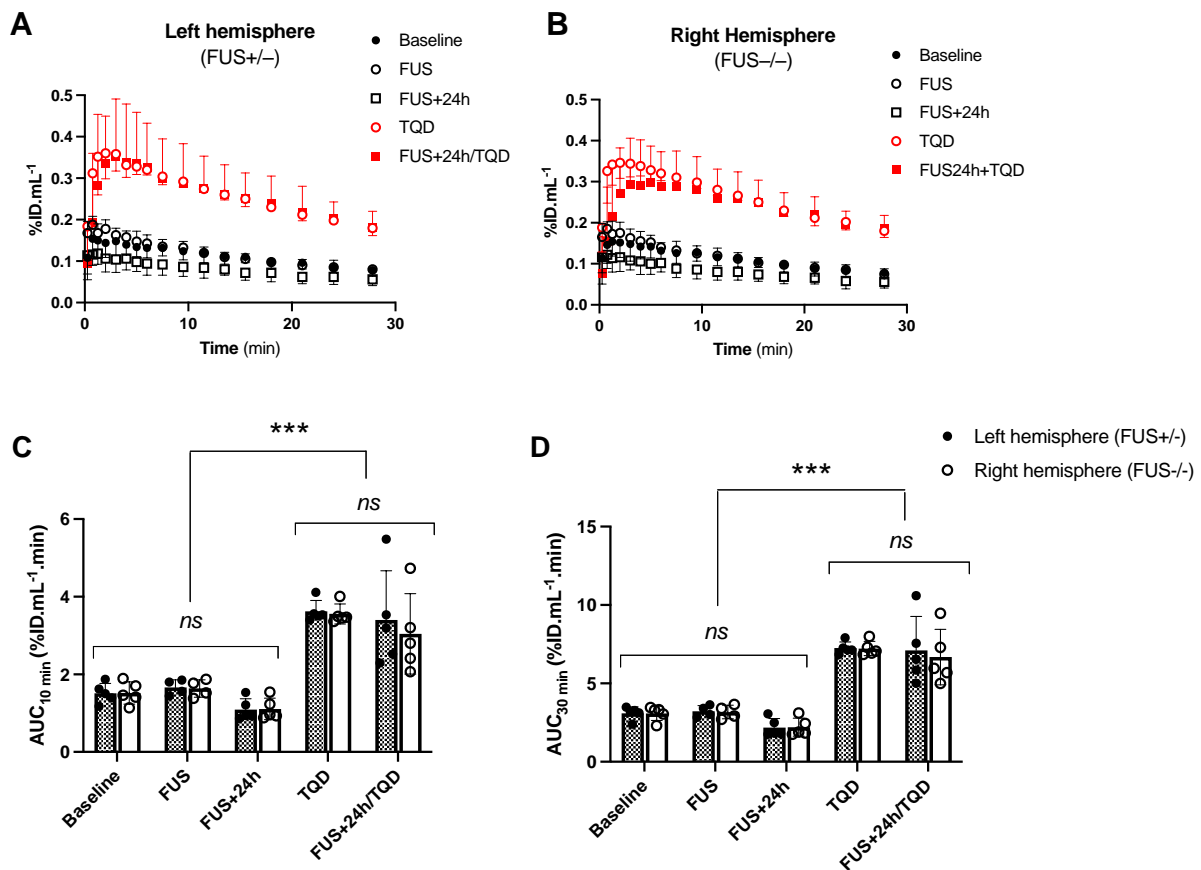 A
Left hemisphere
(FUS+/–)
Baseline
FUS
FUS+24h
TQD
FUS+24h/TQD
%ID.mL-1
0.5
0.4
0.3
0.2
0.1
0.0
0
10
20
30
Time (min)
B
Right Hemisphere
(FUS–/–)
Baseline
FUS
FUS+24h
TQD
FUS24h+TQD
%ID.mL-1
0.5
0.4
0.3
0.2
0.1
0.0
0
10
20
30
Time (min)
C
***
ns
ns
AUC10 min (%ID.mL-1.min)
6
4
2
0
Baseline
FUS
FUS+24h
TQD
FUS+24h/TQD
D
Left hemisphere (FUS+/-)
Right hemisphere (FUS-/-)
***
ns
ns
AUC30 min (%ID.mL-1.min)
15
10
5
0
Baseline
FUS
FUS+24h
TQD
FUS+24h/TQD